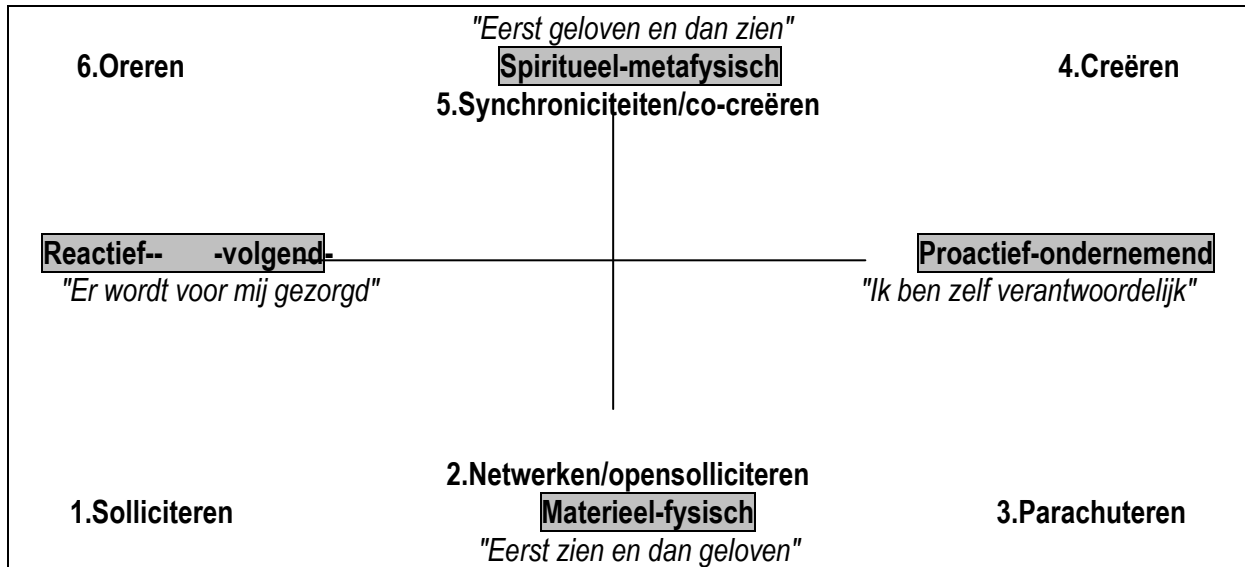 "Eerst geloven en dan zien"
6.Oreren Spiritueel-metafysisch 4.Creëren
5.Synchroniciteiten/co-creëren
Reactief-- -volgend- Proactief-ondernemend
"Er wordt voor mij gezorgd" "Ik ben zelf verantwoordelijk"
2.Netwerken/opensolliciteren
1.Solliciteren Materieel-fysisch 3.Parachuteren
"Eerst zien en dan geloven"